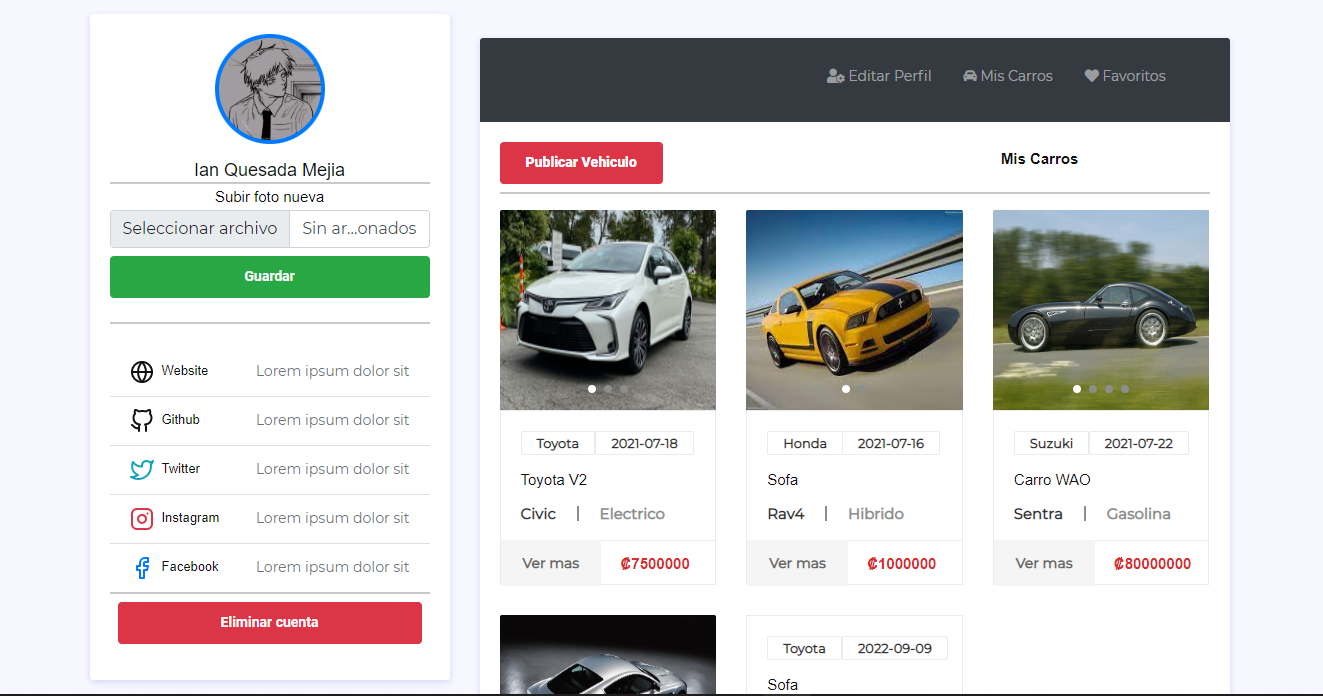 Ian Quesada Mejia
Subir foto nueva
Seleccionar archivo Sin ar...onados
Guardar
Website Lorem ipsum dolor sit
Github Lorem ipsum dolor sit
Twitter Lorem ipsum dolor sit
Instagram Lorem ipsum dolor sit
Facebook Lorem ipsum dolor sit
Eliminar cuenta
Editar Perfil Mis Carros Favoritos
Publicar Vehiculo Mis Carros
Toyota 2021-07-18
Toyota V2
Civic | Electrico
Ver mas ₡7500000
Honda 2021-07-16
Sofa
Rav4 | Hibrido
Ver mas ₡1000000
Suzuki 2021-07-22
Carro WAO
Sentra | Gasolina
Ver mas ₡80000000
Toyota 2022-09-09
Sofa